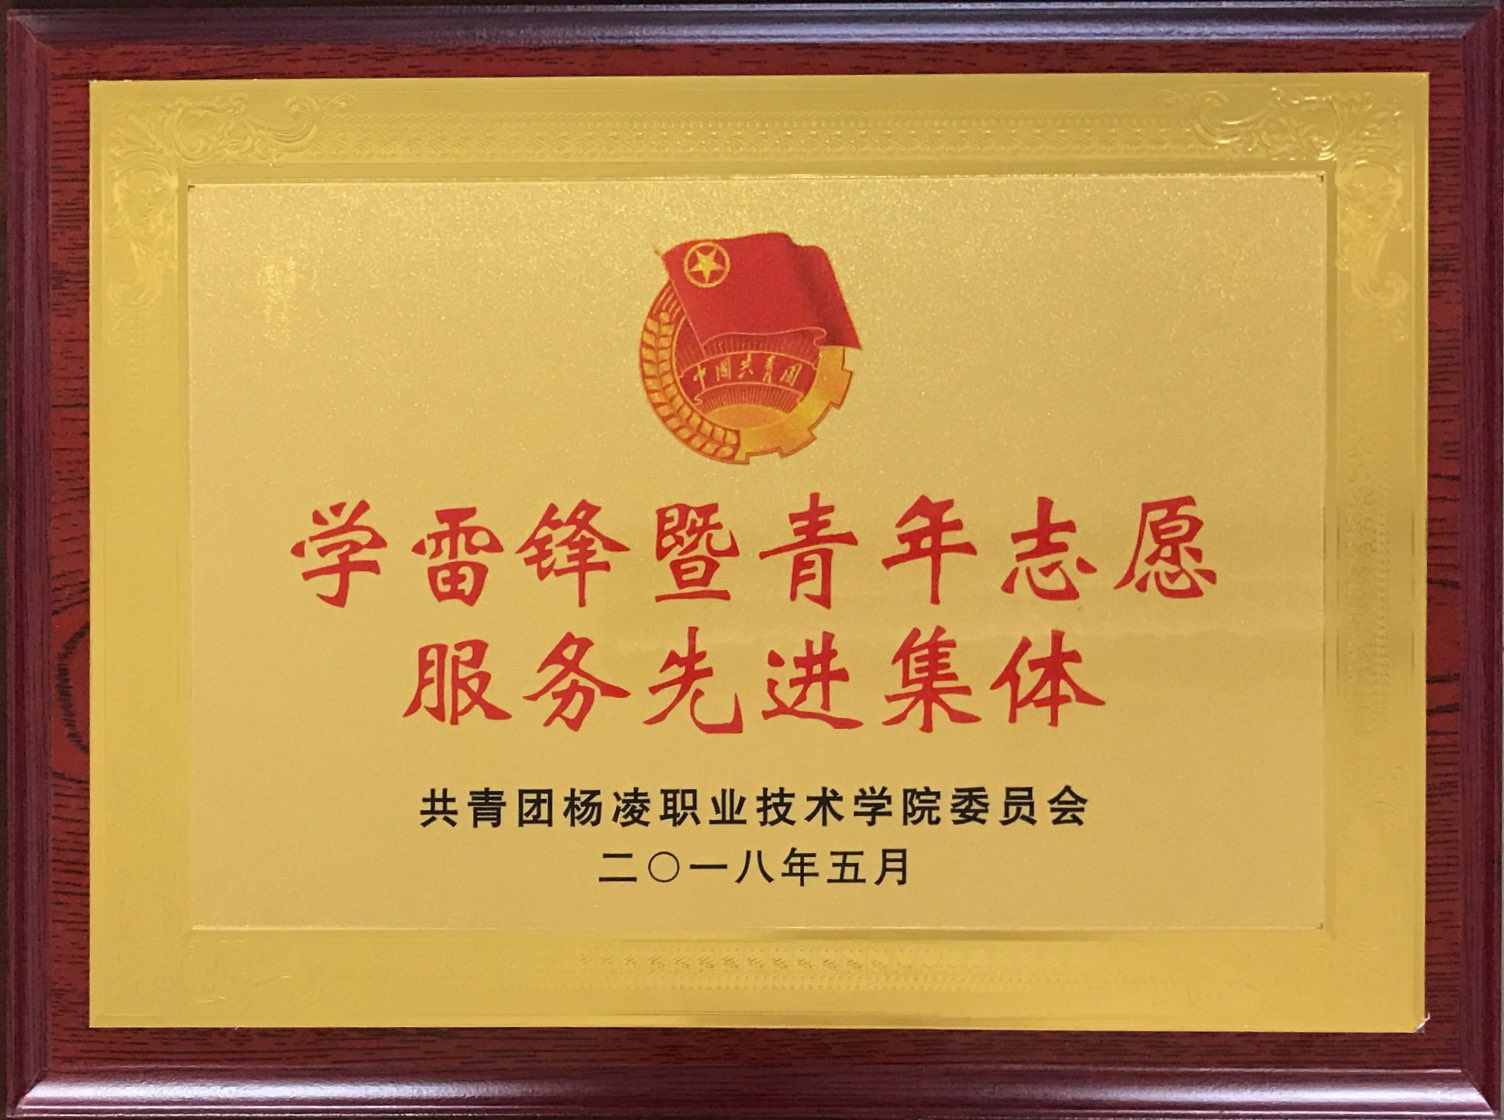 中国共青团
学雷锋暨青年志愿
服务先进集体
共青团杨凌职业技术学院委员会
二〇一八年五月